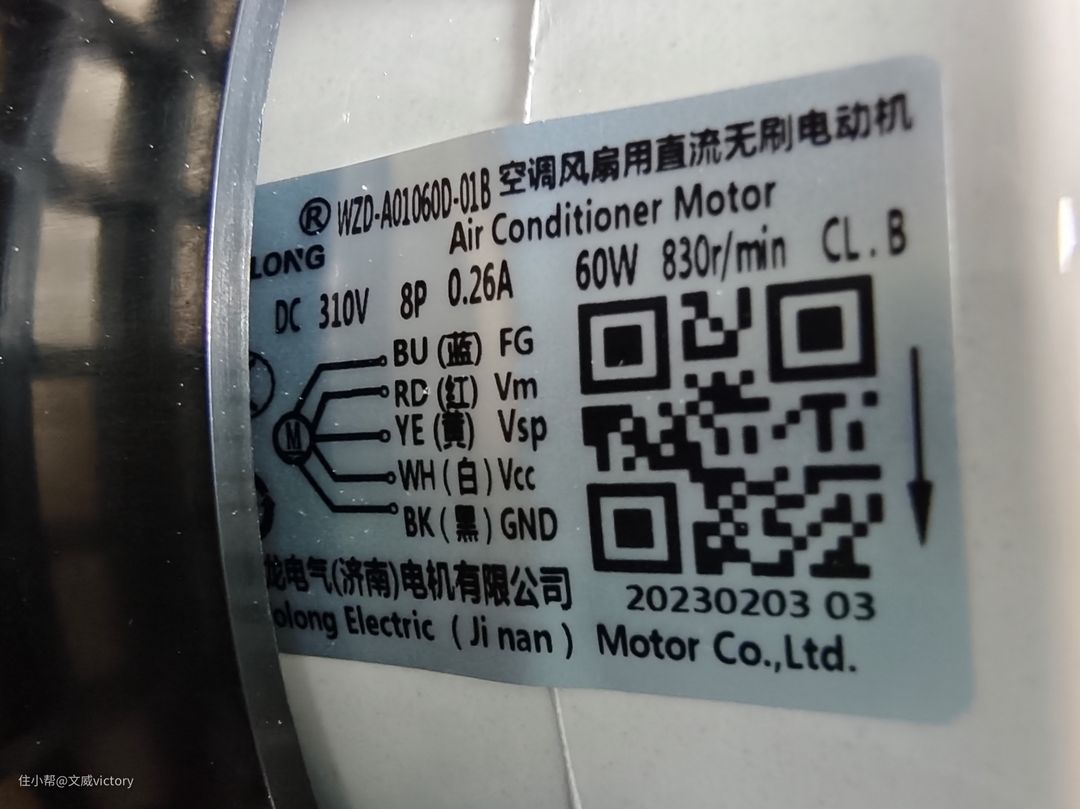 ® WZD-A01060D-01B 空调风扇用直流无刷电动机
LONG Air Conditioner Motor
DC 310V 8P 0.26A 60W 830r/min CL.B
BU (蓝) FG
RD (红) Vm
YE (黄) Vsp
M
WH (白) Vcc
BK (黑) GND
龙电气(济南)电机有限公司
20230203 03
olong Electric (Ji nan) Motor Co.,Ltd.
住小帮@文威victory